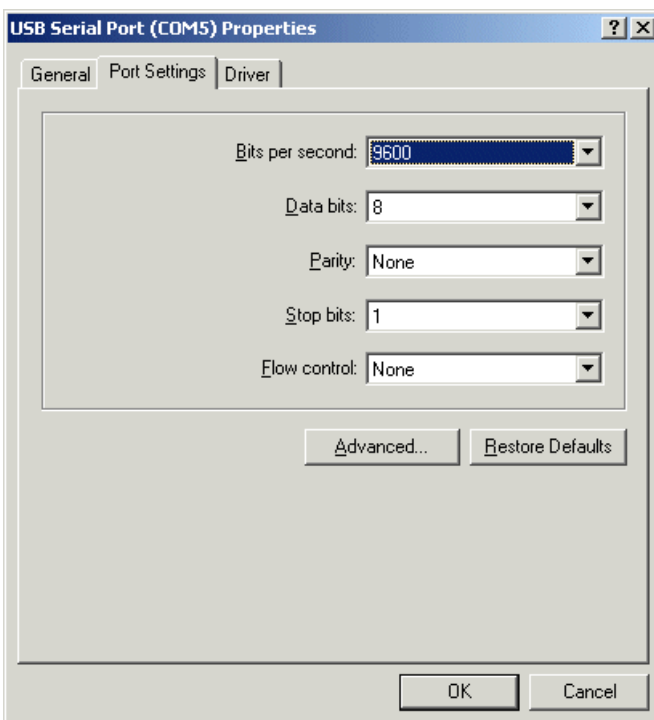 USB Serial Port (COM5) Properties
General Port Settings Driver
Bits per second: 9600
Data bits: 8
Parity: None
Stop bits: 1
Flow control: None
Advanced... Restore Defaults
OK Cancel